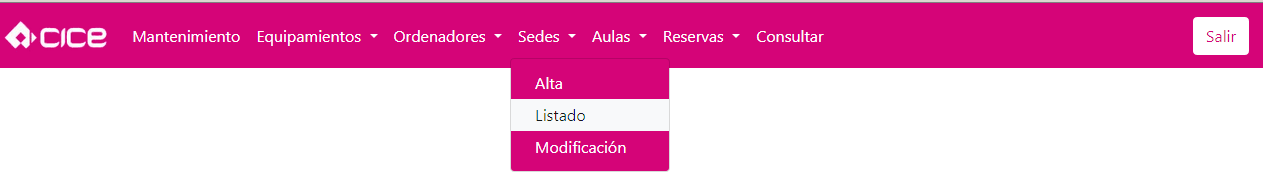 CICE Mantenimiento Equipamientos Ordenadores Sedes Aulas Reservas Consultar Salir
Alta
Listado
Modificación